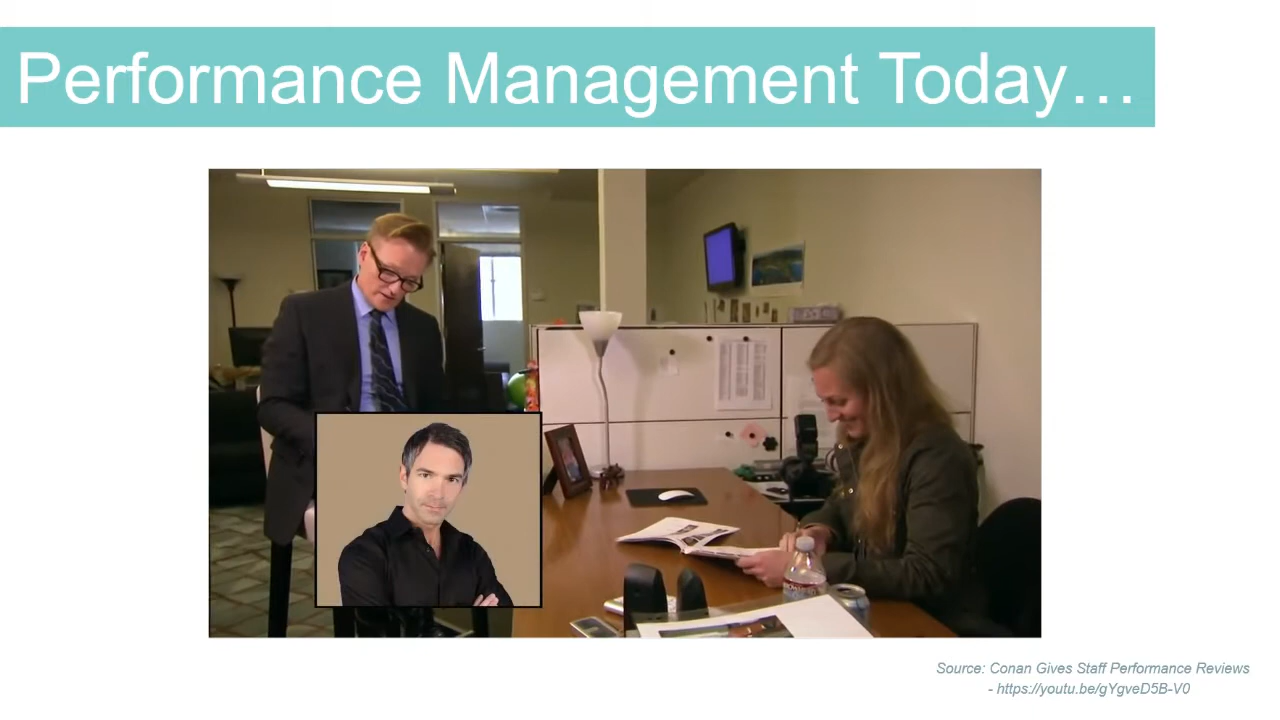 Performance Management Today…
Source: Conan Gives Staff Performance Reviews
- https://youtu.be/gYgveD5B-V0